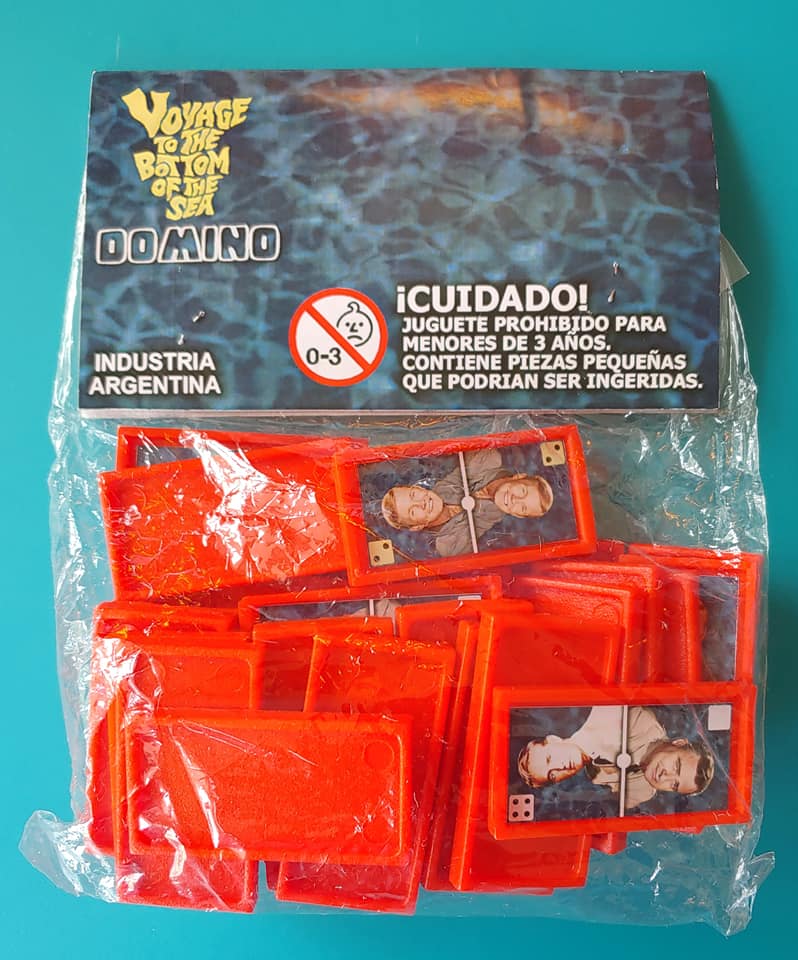 VOYAGE
TO THE
BOTTOM
OF THE
SEA
DOMINO
INDUSTRIA
ARGENTINA
0-3
¡CUIDADO!
JUGUETE PROHIBIDO PARA
MENORES DE 3 AÑOS.
CONTIENE PIEZAS PEQUEÑAS
QUE PODRIAN SER INGERIDAS.